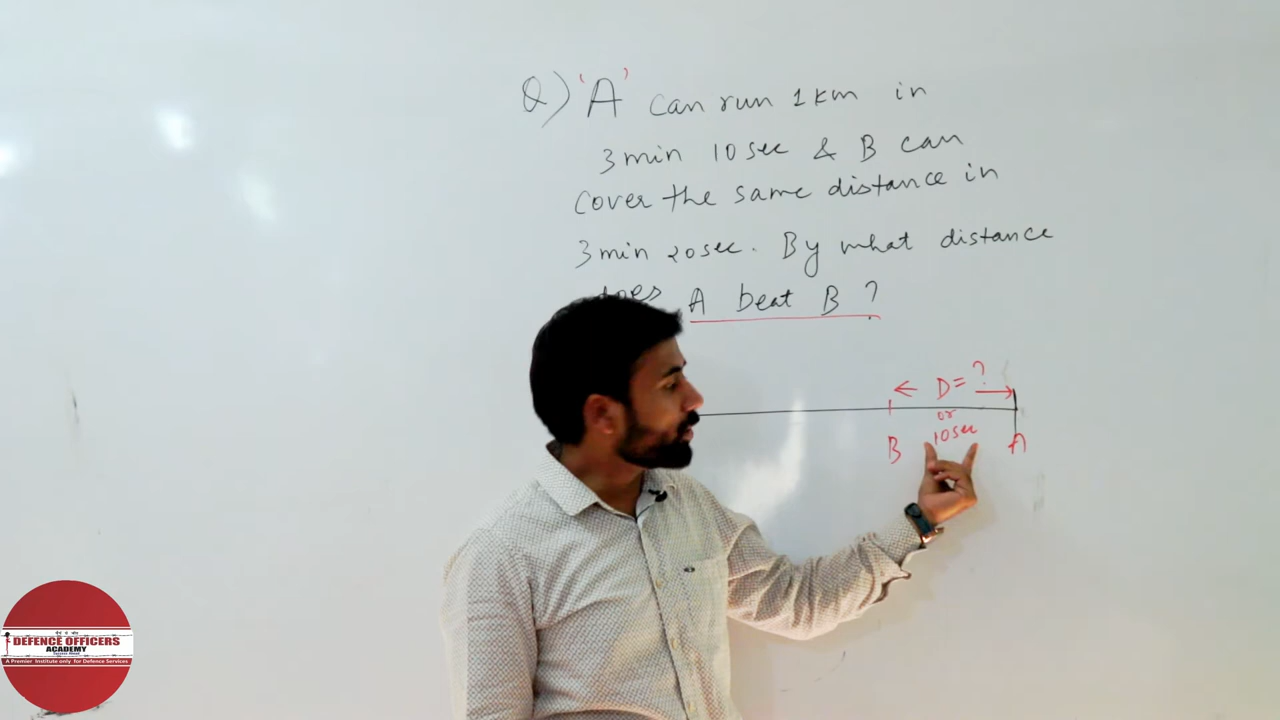 Q) 'A' can run 1 km in
3 min 10 sec & B can
cover the same distance in
3 min 20 sec. By what distance
does A beat B ?
← D = ? →
or
10 sec
B A
DEFENCE OFFICERS
ACADEMY
A Premier Institute only for Defence Services